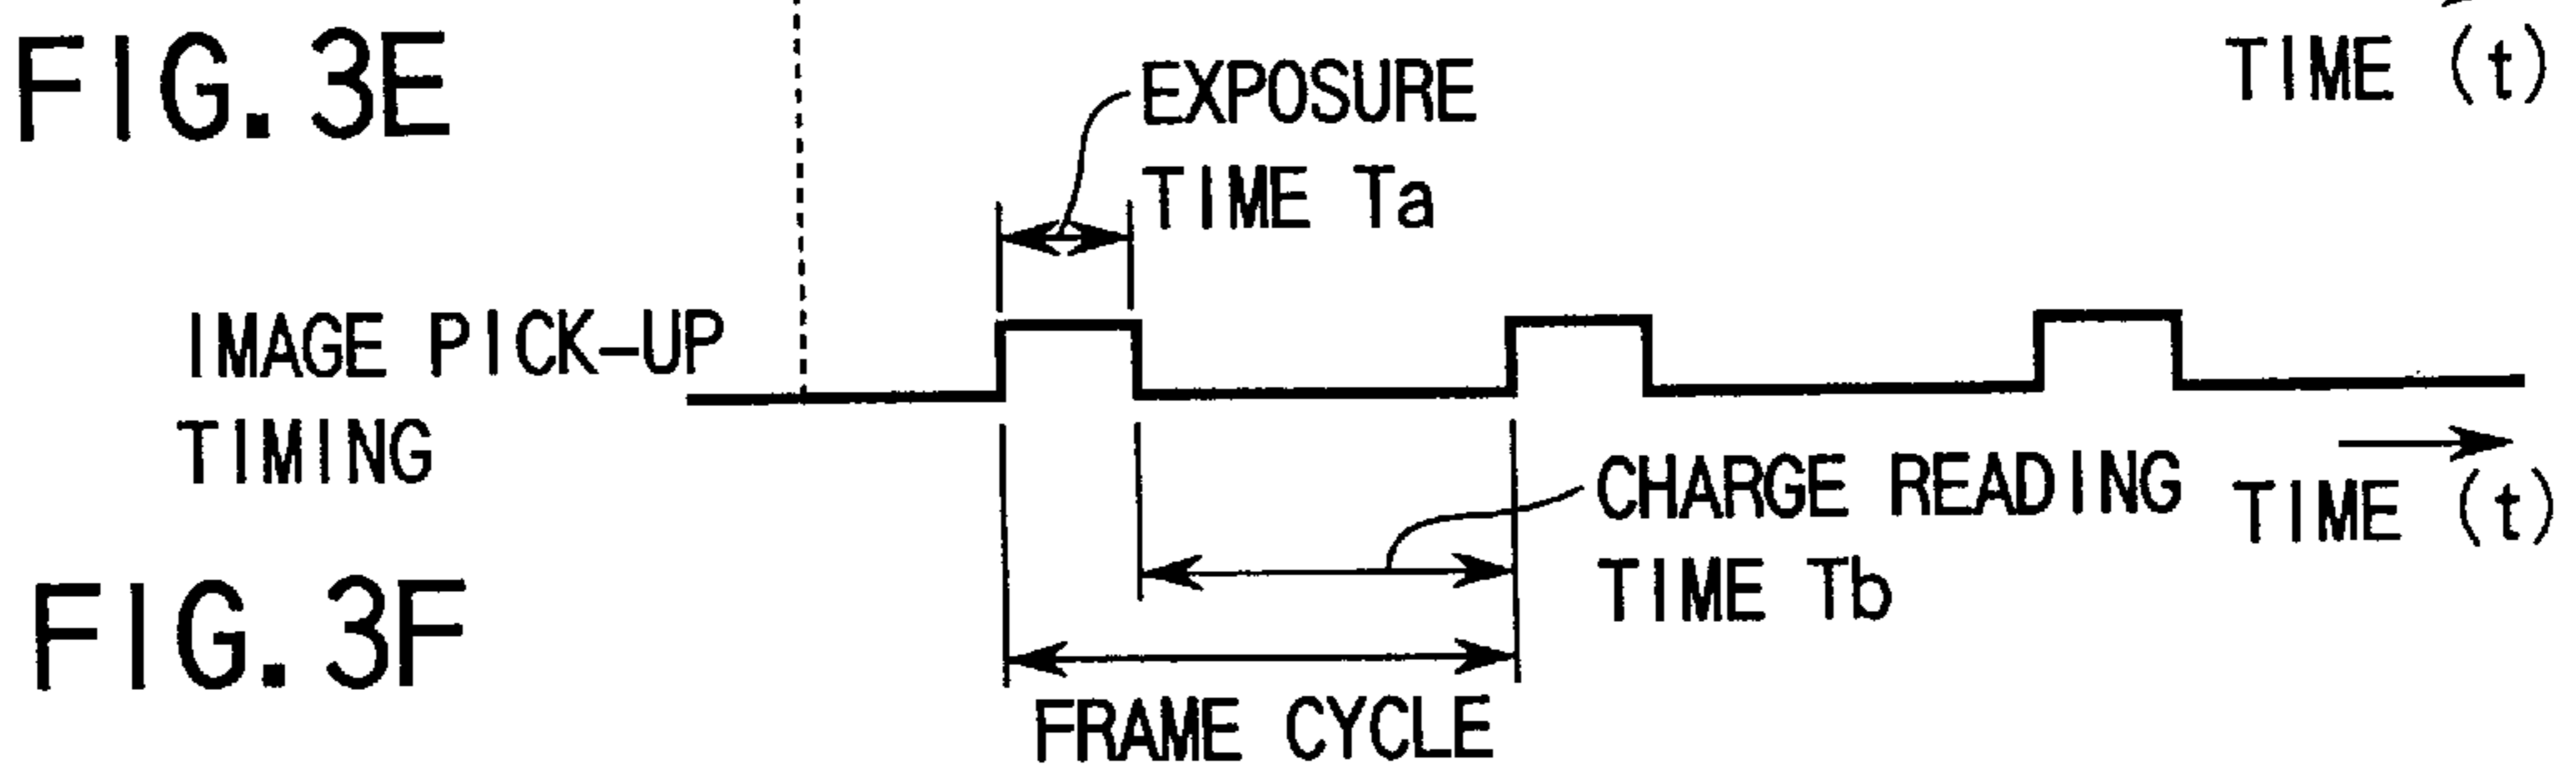 FIG. 3E
TIME (t)
EXPOSURE
TIME Ta
IMAGE PICK-UP
TIMING
CHARGE READING
TIME Tb
TIME (t)
FIG. 3F
FRAME CYCLE